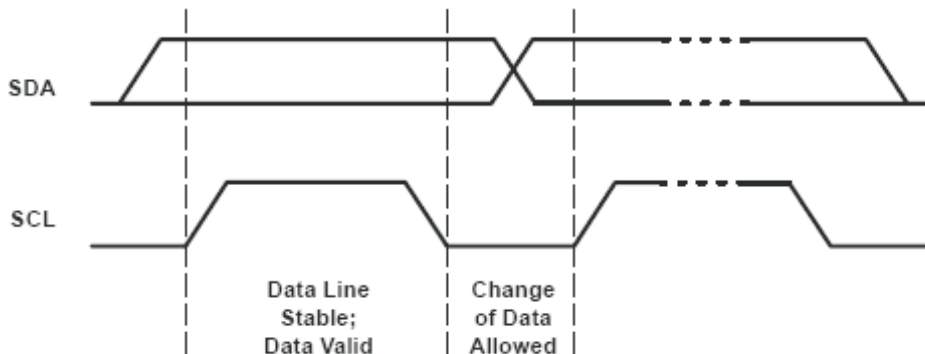 SDA
SCL
Data Line
Stable;
Data Valid
Change
of Data
Allowed